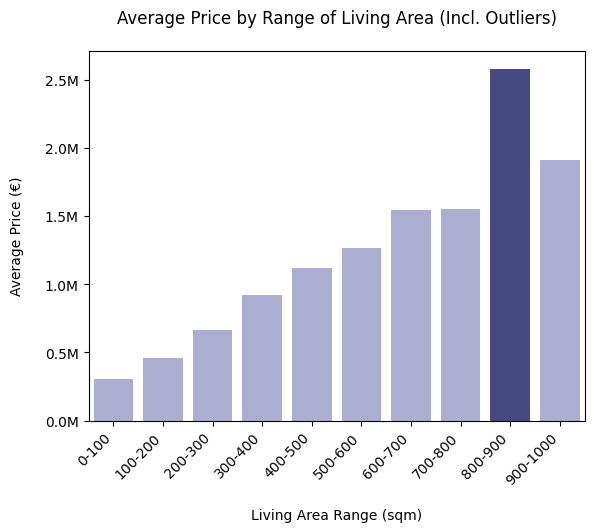 Average Price by Range of Living Area (Incl. Outliers)
Average Price (€)
2.5M
2.0M
1.5M
1.0M
0.5M
0.0M
0-100
100-200
200-300
300-400
400-500
500-600
600-700
700-800
800-900
900-1000
Living Area Range (sqm)